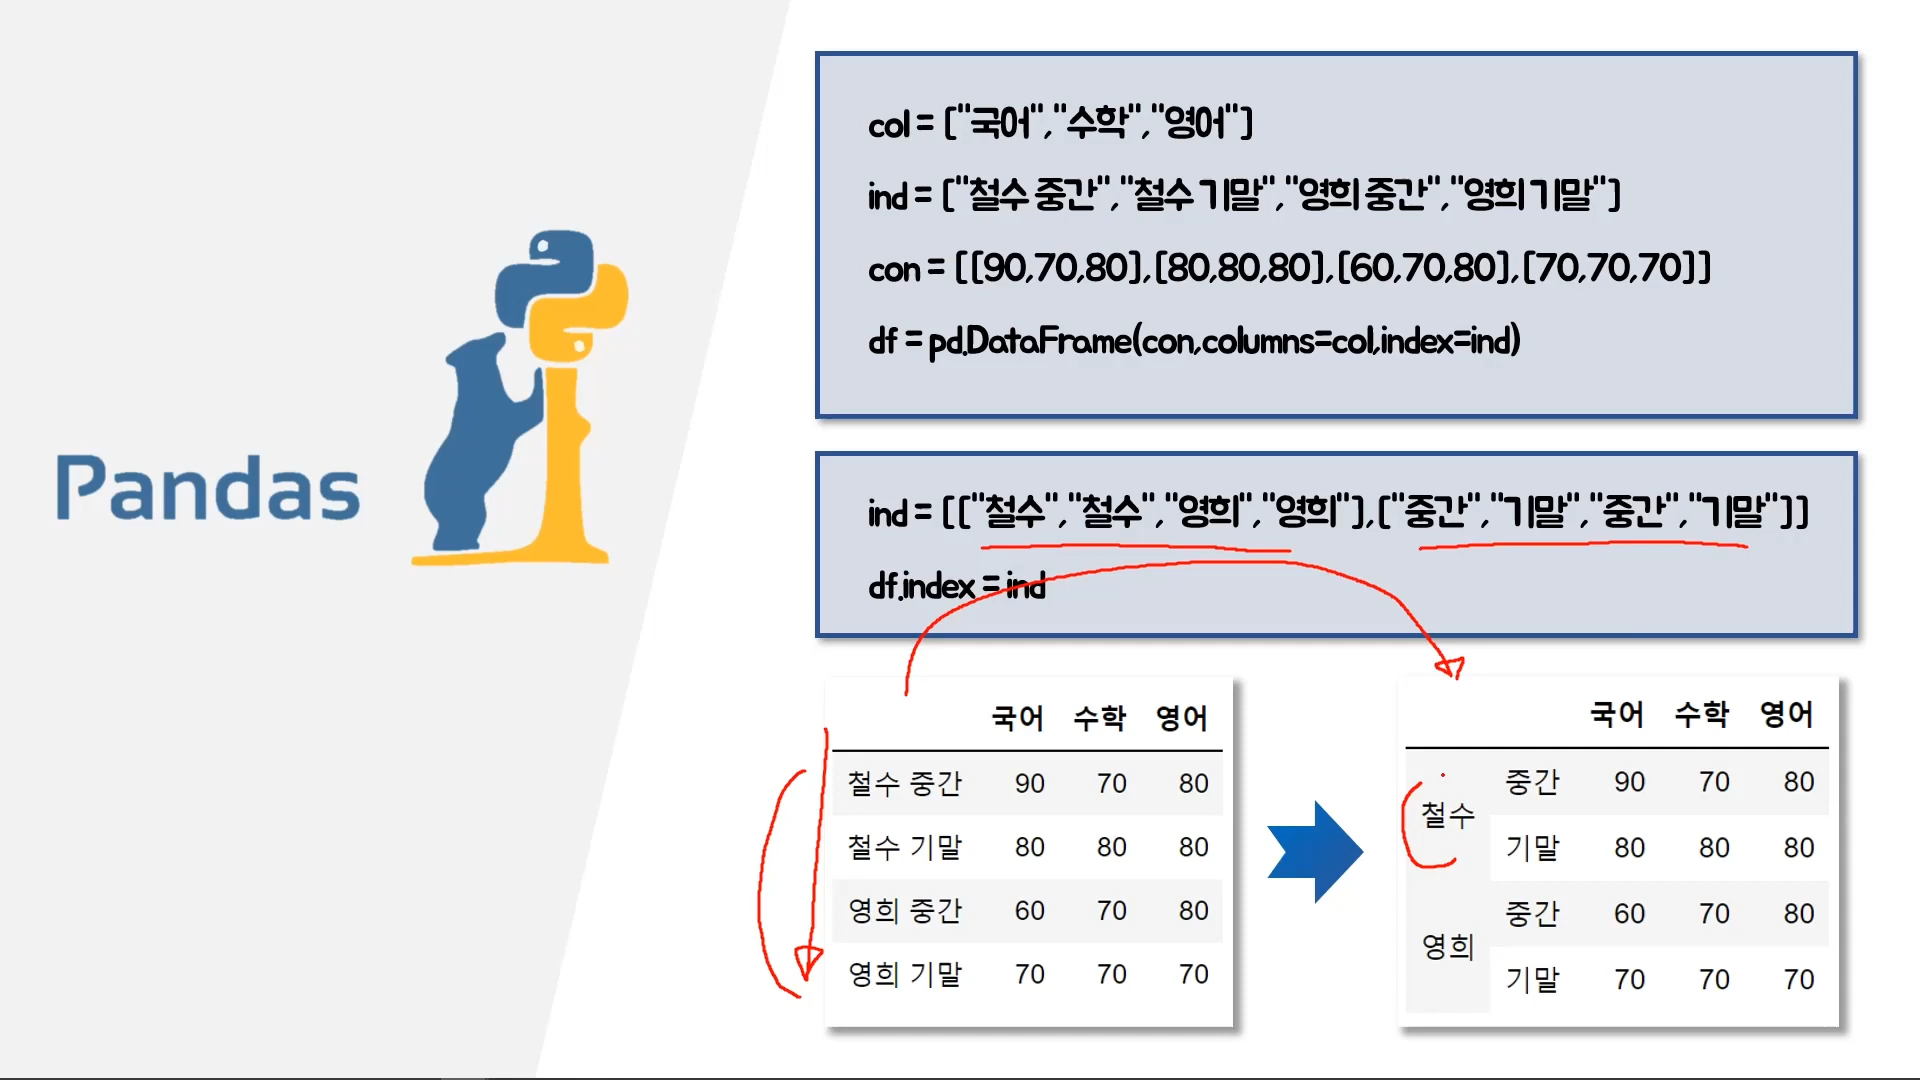 Pandas
col = ["국어","수학","영어"]
ind = ["철수 중간","철수 기말","영희 중간","영희 기말"]
con = [[90,70,80],[80,80,80],[60,70,80],[70,70,70]]
df = pd.DataFrame(con,columns=col,index=ind)
ind = [["철수","철수","영희","영희"],["중간","기말","중간","기말"]]
df.index = ind
국어 수학 영어
철수 중간 90 70 80
철수 기말 80 80 80
영희 중간 60 70 80
영희 기말 70 70 70
국어 수학 영어
철수 중간 90 70 80
기말 80 80 80
영희 중간 60 70 80
기말 70 70 70